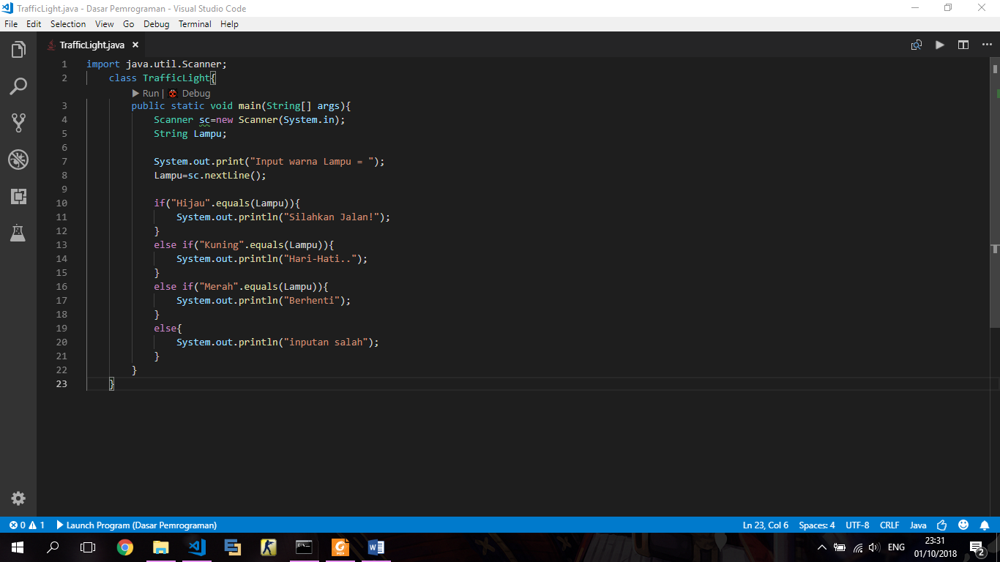 TrafficLight.java - Dasar Pemrograman - Visual Studio Code
File Edit Selection View Go Debug Terminal Help
TrafficLight.java ×
1 import java.util.Scanner;
2 class TrafficLight{
Run | Debug
3 public static void main(String[] args){
4 Scanner sc=new Scanner(System.in);
5 String Lampu;
6
7 System.out.print("Input warna Lampu = ");
8 Lampu=sc.nextLine();
9
10 if("Hijau".equals(Lampu)){
11 System.out.println("Silahkan Jalan!");
12 }
13 else if("Kuning".equals(Lampu)){
14 System.out.println("Hari-Hati..");
15 }
16 else if("Merah".equals(Lampu)){
17 System.out.println("Berhenti");
18 }
19 else{
20 System.out.println("inputan salah");
21 }
22 }
23 }
0 1 Launch Program (Dasar Pemrograman) Ln 23, Col 6 Spaces: 4 UTF-8 CRLF Java
ENG 23:31
01/10/2018 2